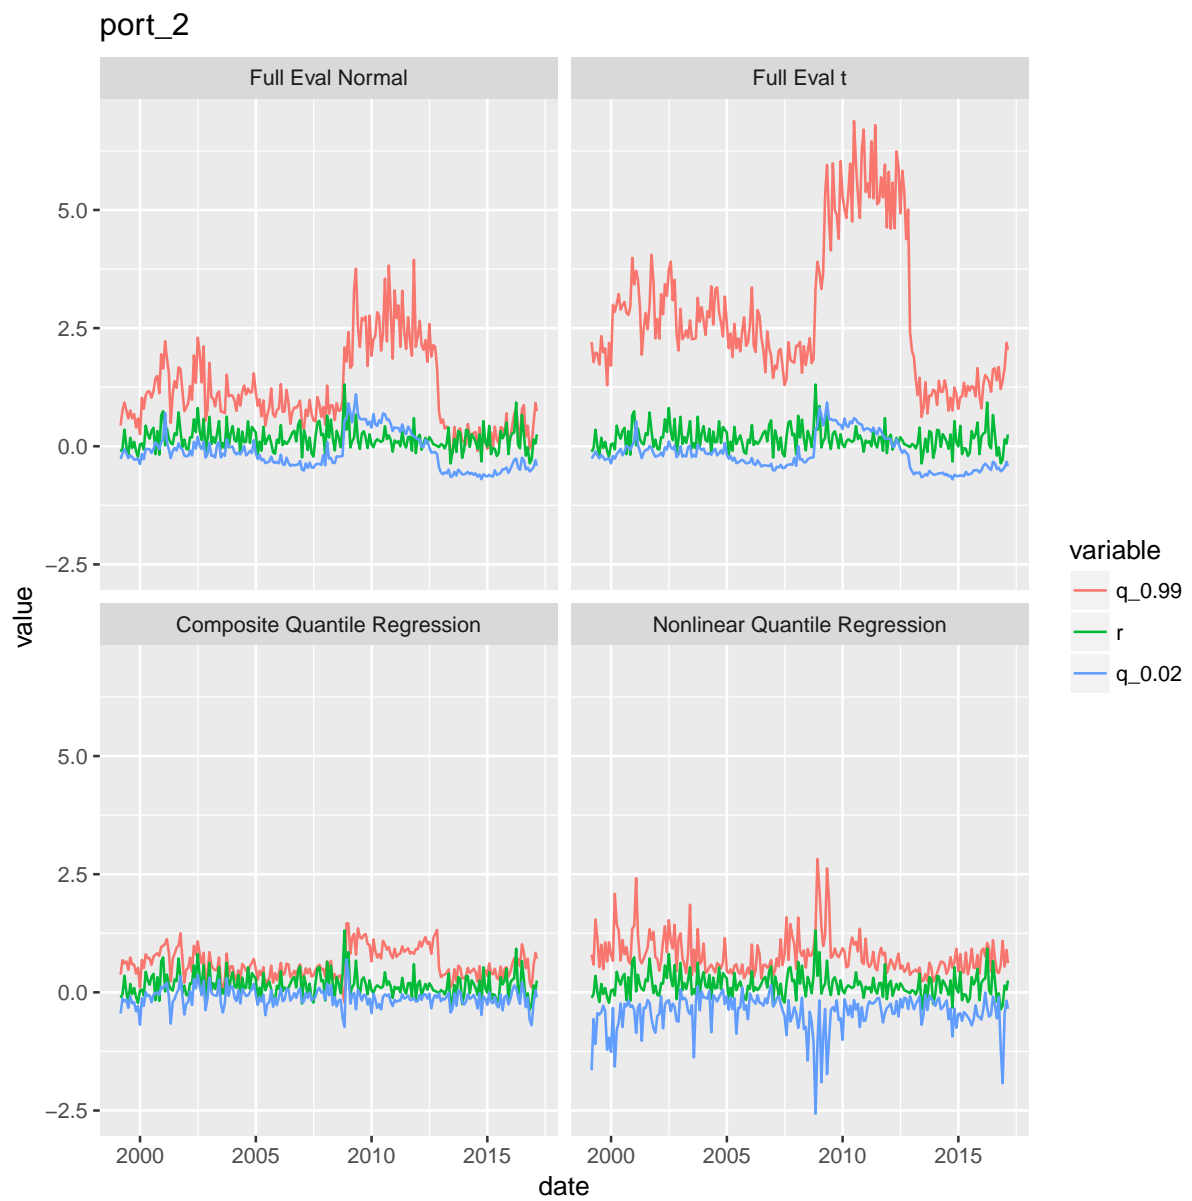 port_2
Full Eval Normal
Full Eval t
5.0
2.5
0.0
−2.5
Composite Quantile Regression
Nonlinear Quantile Regression
5.0
2.5
0.0
−2.5
2000 2005 2010 2015
2000 2005 2010 2015
date
value
variable
q_0.99
r
q_0.02